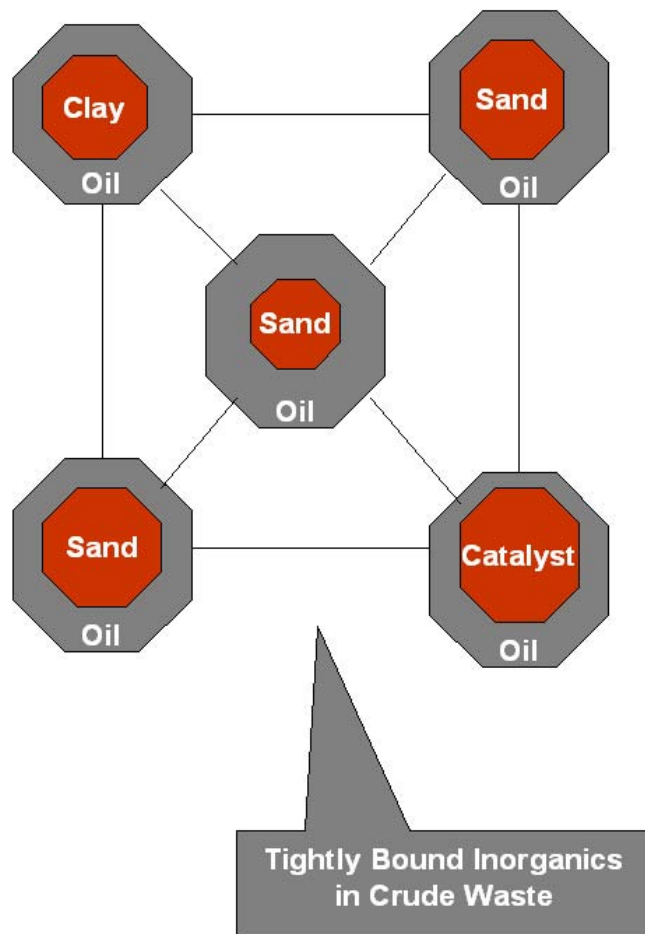 Clay
Oil
Sand
Oil
Sand
Oil
Sand
Oil
Catalyst
Oil
Tightly Bound Inorganics
in Crude Waste